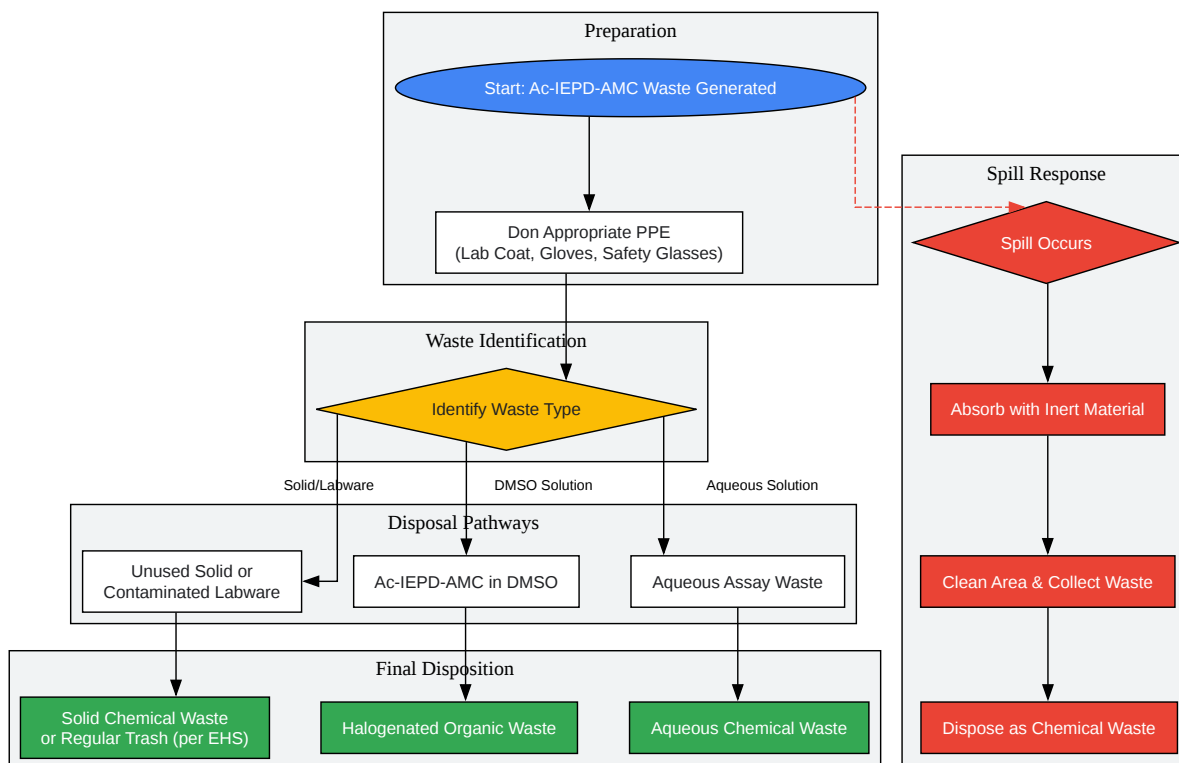 Preparation
Start: Ac-IEPD-AMC Waste Generated
Don Appropriate PPE
(Lab Coat, Gloves, Safety Glasses)
Waste Identification
Identify Waste Type
Solid/Labware
DMSO Solution
Aqueous Solution
Disposal Pathways
Unused Solid or
Contaminated Labware
Ac-IEPD-AMC in DMSO
Aqueous Assay Waste
Final Disposition
Solid Chemical Waste
or Regular Trash (per EHS)
Halogenated Organic Waste
Aqueous Chemical Waste
Spill Response
Spill Occurs
Absorb with Inert Material
Clean Area & Collect Waste
Dispose as Chemical Waste